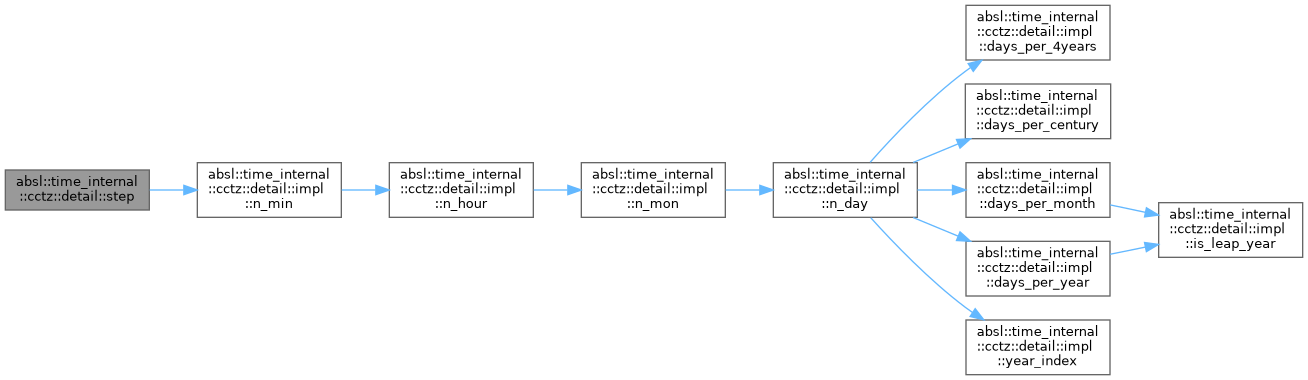 absl::time_internal
::cctz::detail::step
absl::time_internal
::cctz::detail::impl
::n_min
absl::time_internal
::cctz::detail::impl
::n_hour
absl::time_internal
::cctz::detail::impl
::n_mon
absl::time_internal
::cctz::detail::impl
::n_day
absl::time_internal
::cctz::detail::impl
::days_per_4years
absl::time_internal
::cctz::detail::impl
::days_per_century
absl::time_internal
::cctz::detail::impl
::days_per_month
absl::time_internal
::cctz::detail::impl
::days_per_year
absl::time_internal
::cctz::detail::impl
::year_index
absl::time_internal
::cctz::detail::impl
::is_leap_year